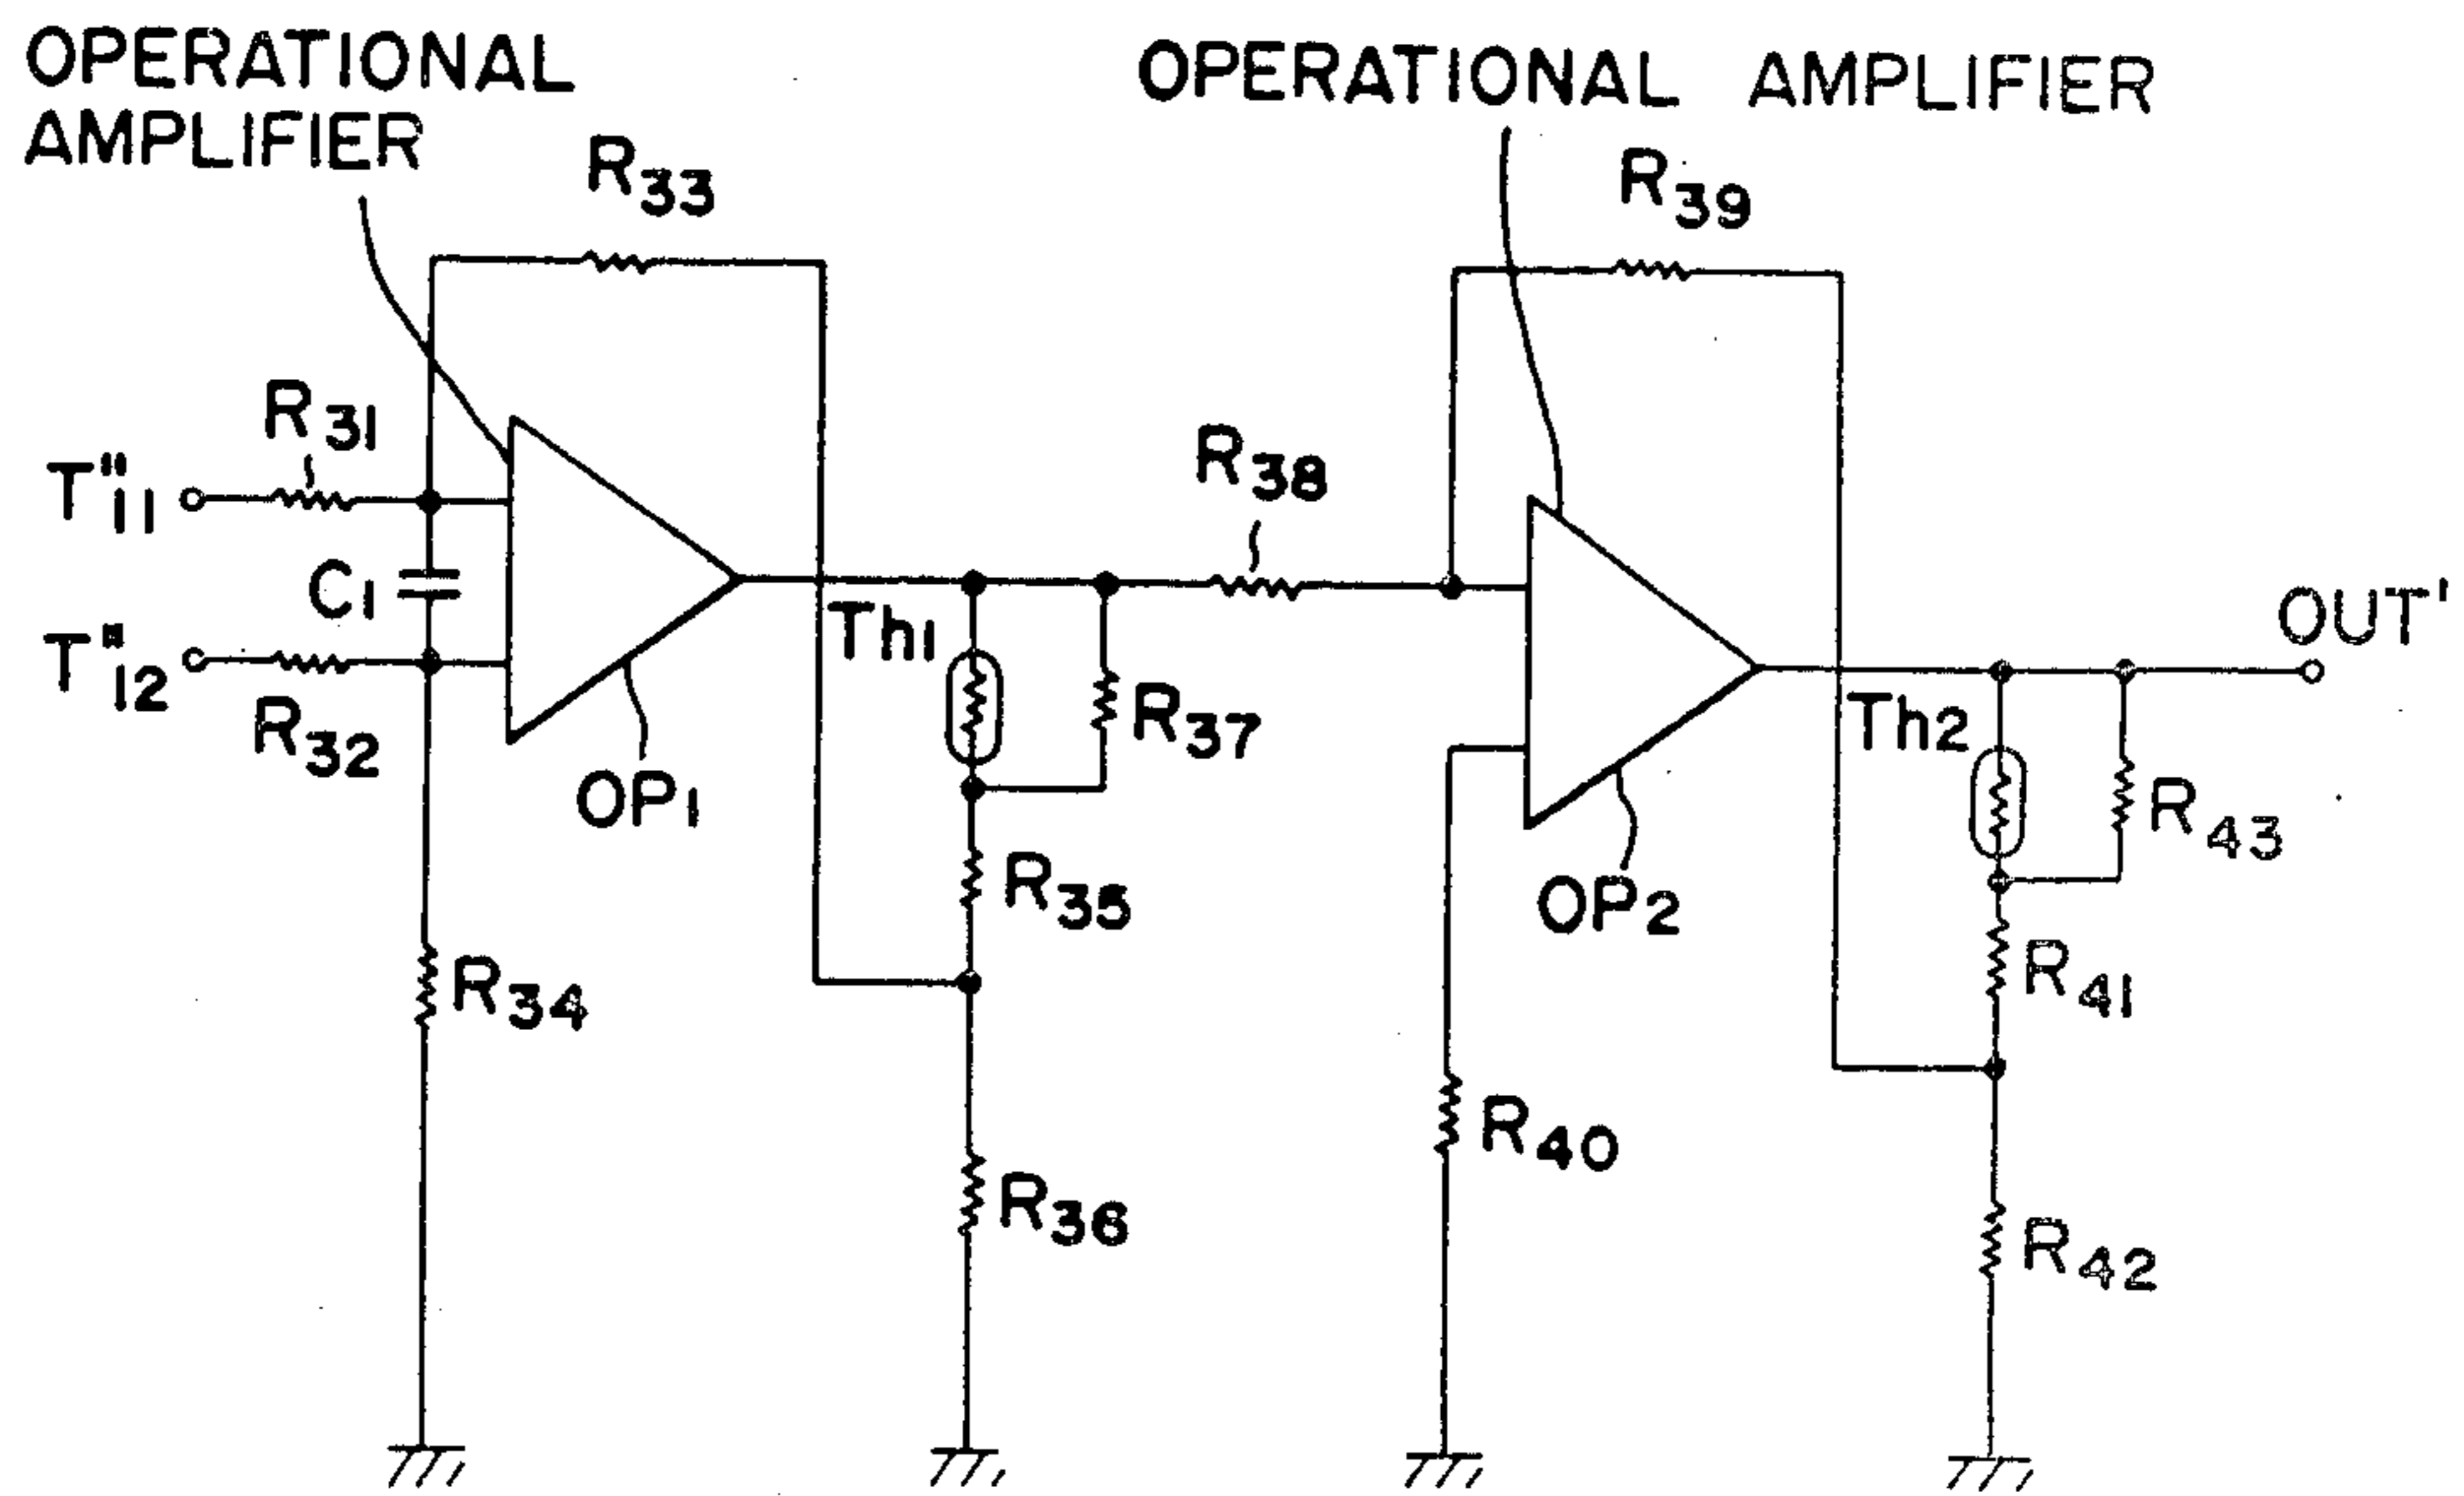 OPERATIONAL
AMPLIFIER
OPERATIONAL AMPLIFIER
R33
R39
R31
T"11
R38
C1
Th1
OUT'
T"12
R32
R37
Th2
OP1
R43
R35
OP2
R34
R41
R40
R36
R42